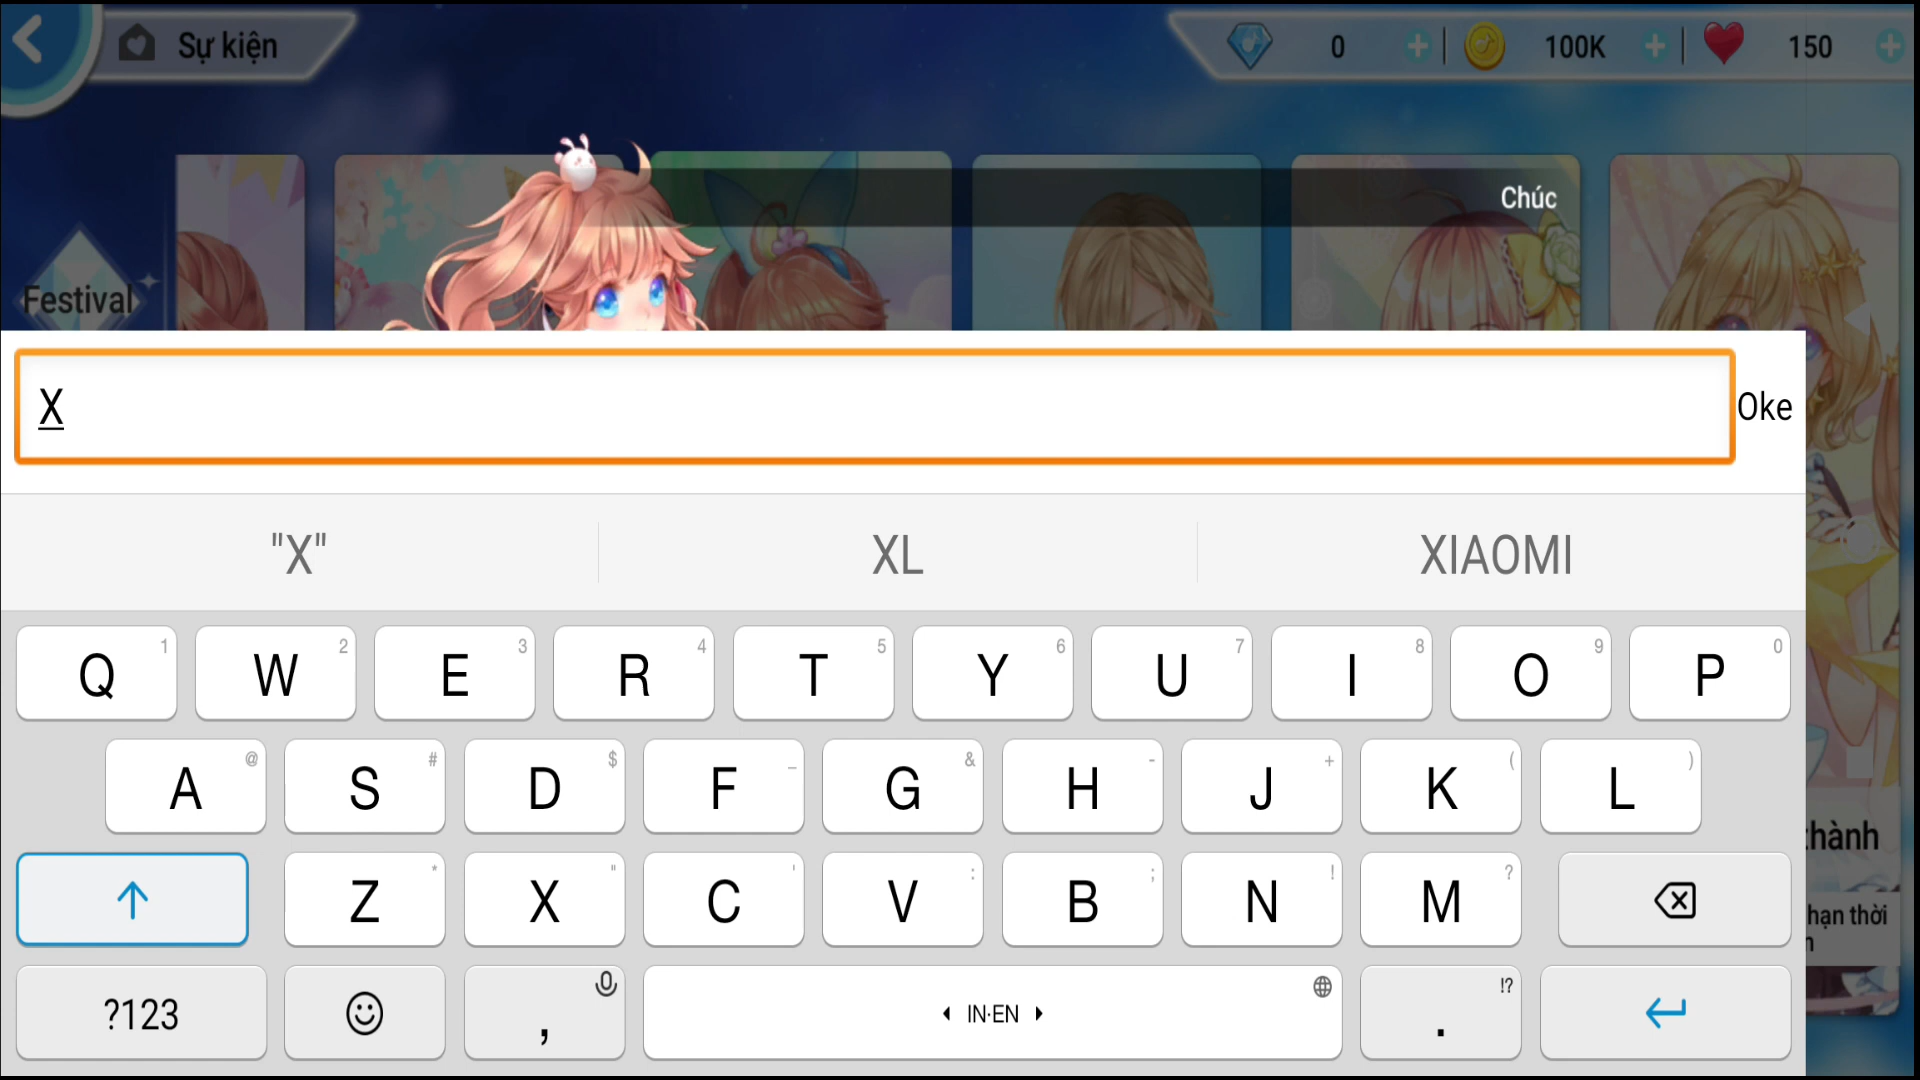 Sự kiện
0
100K
150
Chúc
Festival
X
Oke
"X"
XL
XIAOMI
Q 1 W 2 E 3 R 4 T 5 Y 6 U 7 I 8 O 9 P 0
A @ S # D $ F _ G & H - J + K ( L )
Z * X " C ' V : B ; N ! M ?
?123 , IN·EN . !?
thành
hạn thời
n